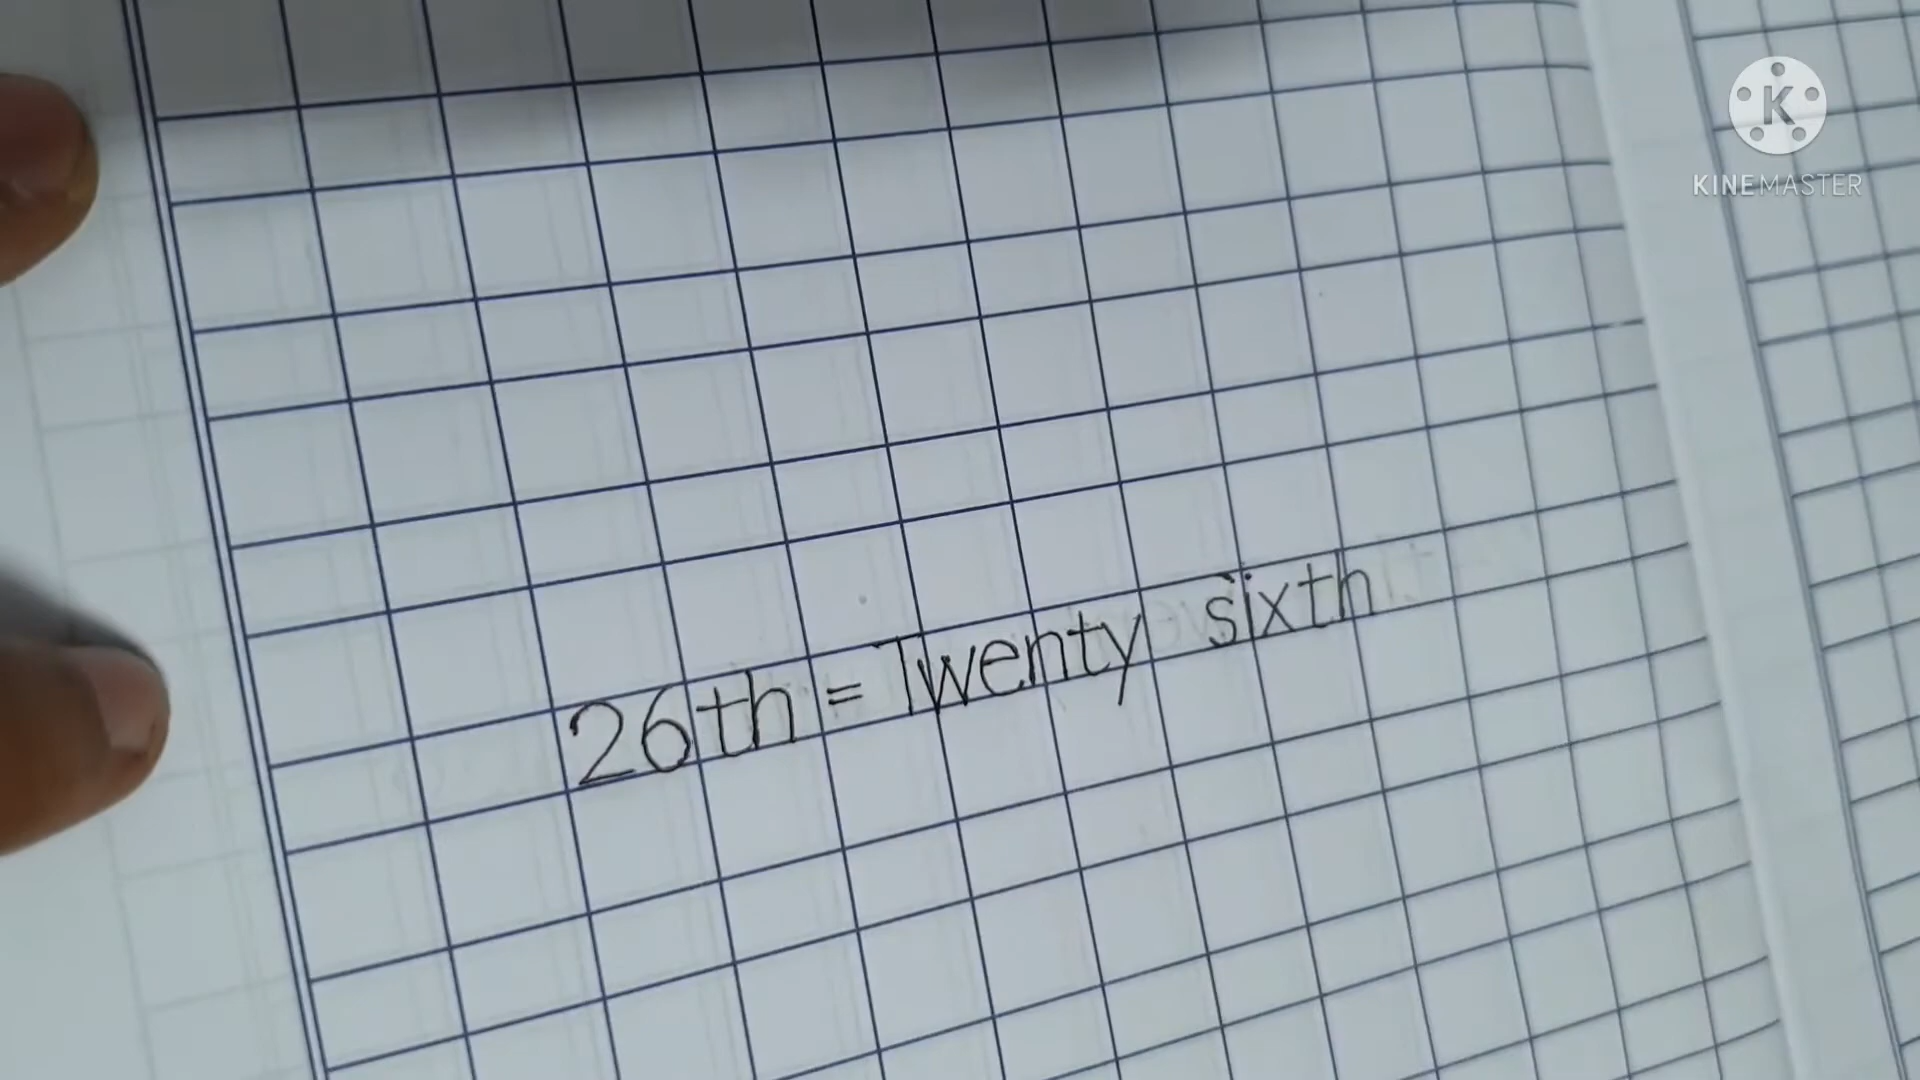 K
KINEMASTER
26th = Twenty sixth